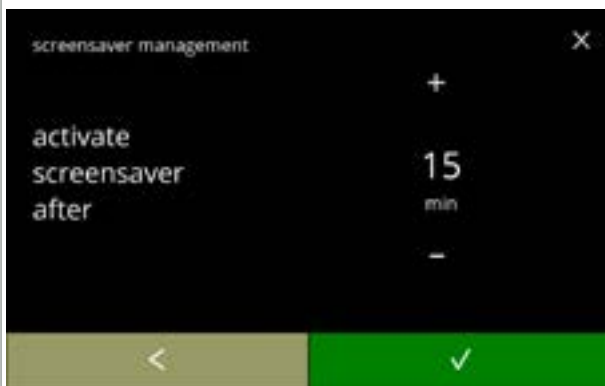 screensaver management
×
+
activate
screensaver
after
15
min
-
<
✓